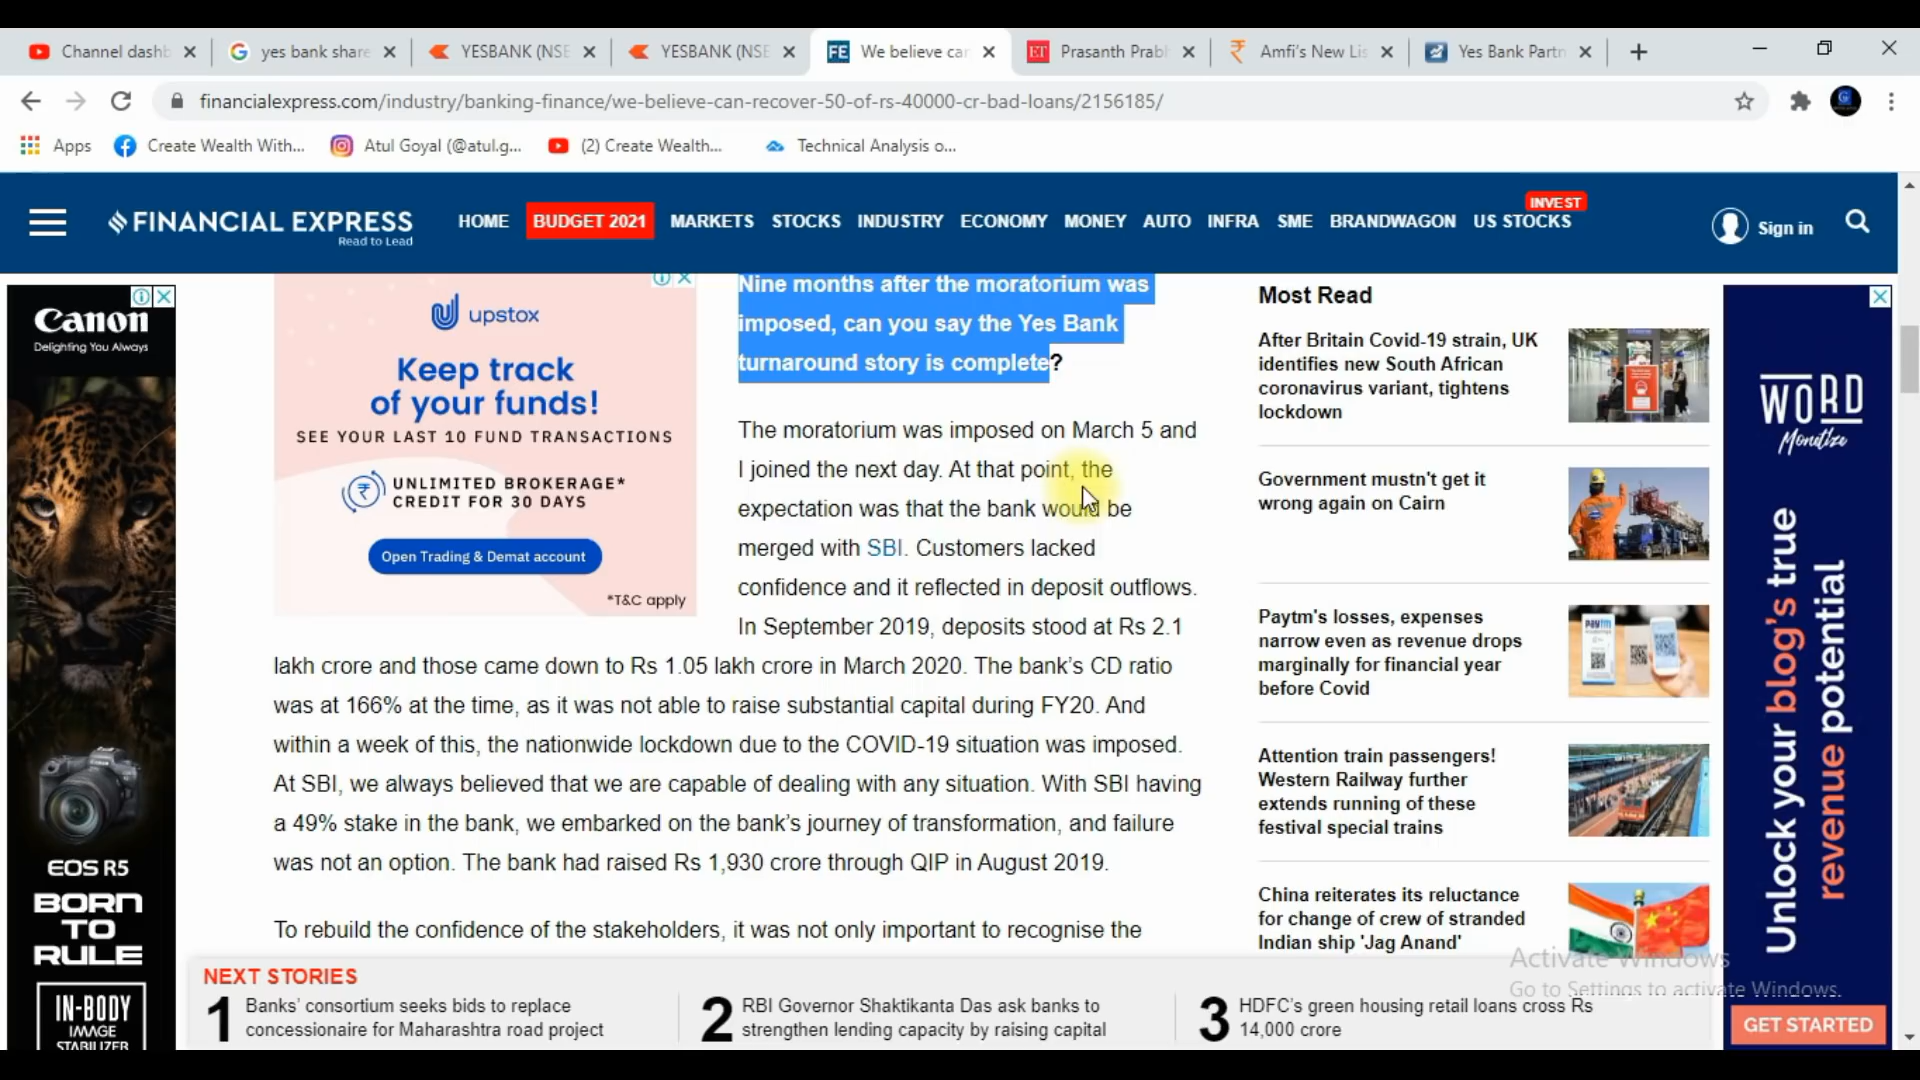 Channel dashb
yes bank share
YESBANK (NSE
YESBANK (NSE
FE
We believe can
ET
Prasanth Prabh
Amfi's New Lis
Yes Bank Partn
financialexpress.com/industry/banking-finance/we-believe-can-recover-50-of-rs-40000-cr-bad-loans/2156185/
Apps
Create Wealth With...
Atul Goyal (@atul.g...
(2) Create Wealth...
Technical Analysis o...
FINANCIAL EXPRESS
Read to Lead
HOME
BUDGET 2021
MARKETS
STOCKS
INDUSTRY
ECONOMY
MONEY
AUTO
INFRA
SME
BRANDWAGON
INVEST
US STOCKS
Sign in
Canon
Delighting You Always
EOS R5
BORN
TO
RULE
IN-BODY
IMAGE
STABILIZER
upstox
Keep track
of your funds!
SEE YOUR LAST 10 FUND TRANSACTIONS
UNLIMITED BROKERAGE*
CREDIT FOR 30 DAYS
Open Trading & Demat account
*T&C apply
Nine months after the moratorium was
imposed, can you say the Yes Bank
turnaround story is complete?
The moratorium was imposed on March 5 and
I joined the next day. At that point, the
expectation was that the bank would be
merged with SBI. Customers lacked
confidence and it reflected in deposit outflows.
In September 2019, deposits stood at Rs 2.1
lakh crore and those came down to Rs 1.05 lakh crore in March 2020. The bank's CD ratio
was at 166% at the time, as it was not able to raise substantial capital during FY20. And
within a week of this, the nationwide lockdown due to the COVID-19 situation was imposed.
At SBI, we always believed that we are capable of dealing with any situation. With SBI having
a 49% stake in the bank, we embarked on the bank's journey of transformation, and failure
was not an option. The bank had raised Rs 1,930 crore through QIP in August 2019.
To rebuild the confidence of the stakeholders, it was not only important to recognise the
Most Read
After Britain Covid-19 strain, UK
identifies new South African
coronavirus variant, tightens
lockdown
Government mustn't get it
wrong again on Cairn
Paytm's losses, expenses
narrow even as revenue drops
marginally for financial year
before Covid
Attention train passengers!
Western Railway further
extends running of these
festival special trains
China reiterates its reluctance
for change of crew of stranded
Indian ship 'Jag Anand'
WORD
Monetize
Unlock your blog's true
revenue potential
GET STARTED
Activate Windows
Go to Settings to activate Windows.
NEXT STORIES
1 Banks' consortium seeks bids to replace
concessionaire for Maharashtra road project
2 RBI Governor Shaktikanta Das ask banks to
strengthen lending capacity by raising capital
3 HDFC's green housing retail loans cross Rs
14,000 crore